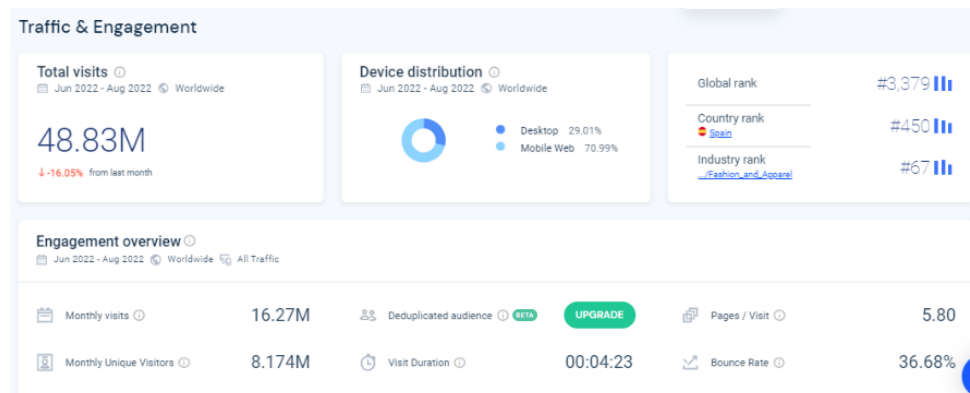 Traffic & Engagement
Total visits
Jun 2022 - Aug 2022 Worldwide
48.83M
-16.05% from last month
Device distribution
Jun 2022 - Aug 2022 Worldwide
Desktop 29.01%
Mobile Web 70.99%
Global rank #3,379
Country rank #450
Spain
Industry rank #67
.../Fashion_and_Apparel
Engagement overview
Jun 2022 - Aug 2022 Worldwide All Traffic
Monthly visits 16.27M
Deduplicated audience BETA UPGRADE
Pages / Visit 5.80
Monthly Unique Visitors 8.174M
Visit Duration 00:04:23
Bounce Rate 36.68%